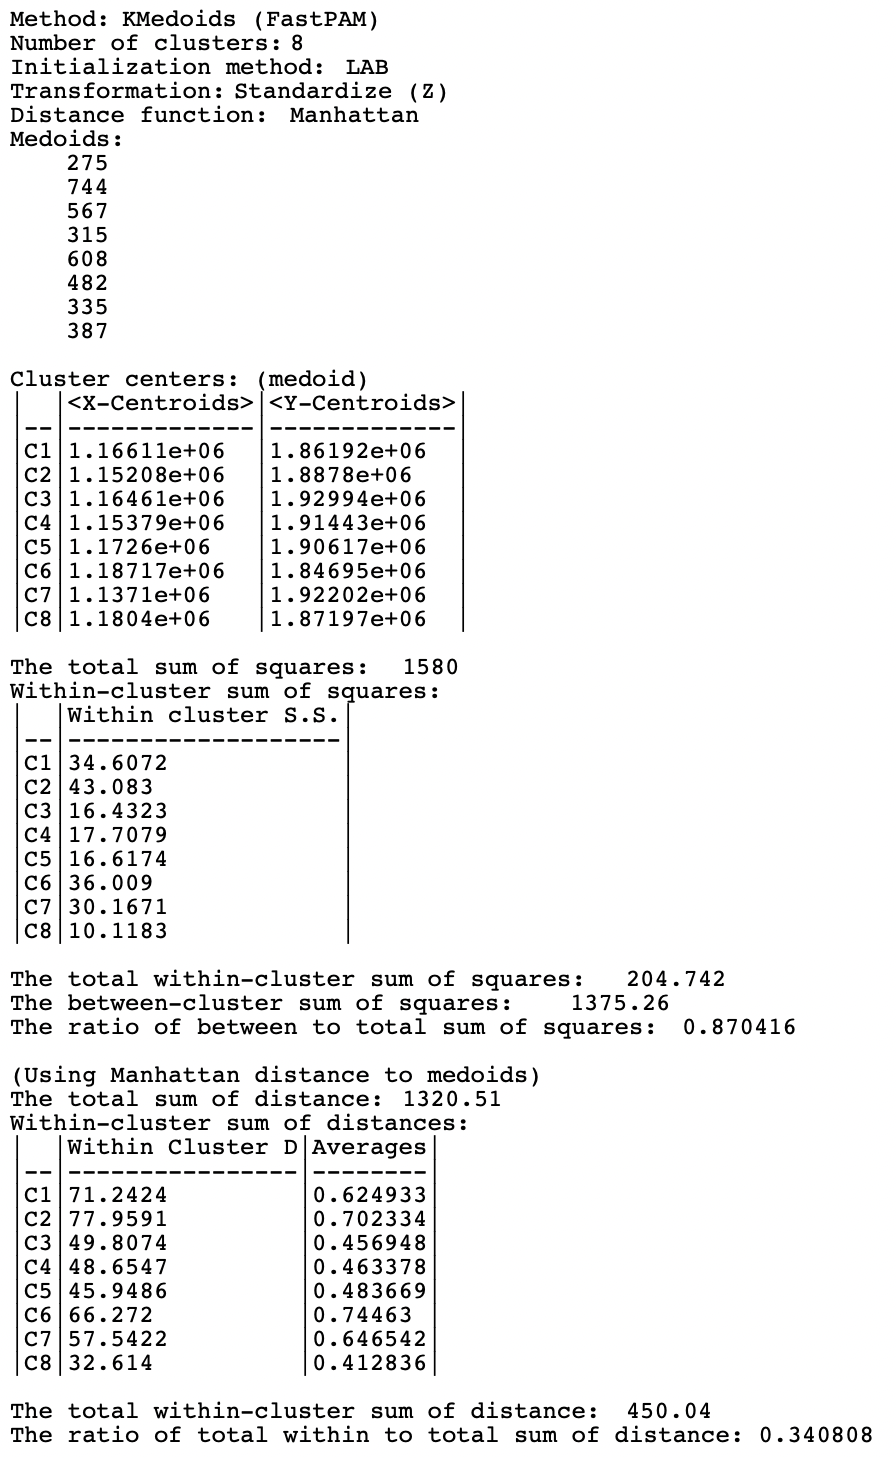 Method: KMedoids (FastPAM)
Number of clusters: 8
Initialization method: LAB
Transformation: Standardize (Z)
Distance function: Manhattan
Medoids:
275
744
567
315
608
482
335
387
Cluster centers: (medoid)
| |<X-Centroids>|<Y-Centroids>|
|--|-------------|-------------|
|C1|1.16611e+06 |1.86192e+06 |
|C2|1.15208e+06 |1.8878e+06 |
|C3|1.16461e+06 |1.92994e+06 |
|C4|1.15379e+06 |1.91443e+06 |
|C5|1.1726e+06 |1.90617e+06 |
|C6|1.18717e+06 |1.84695e+06 |
|C7|1.1371e+06 |1.92202e+06 |
|C8|1.1804e+06 |1.87197e+06 |
The total sum of squares: 1580
Within-cluster sum of squares:
| |Within cluster S.S.|
|--|-------------------|
|C1|34.6072 |
|C2|43.083 |
|C3|16.4323 |
|C4|17.7079 |
|C5|16.6174 |
|C6|36.009 |
|C7|30.1671 |
|C8|10.1183 |
The total within-cluster sum of squares: 204.742
The between-cluster sum of squares: 1375.26
The ratio of between to total sum of squares: 0.870416
(Using Manhattan distance to medoids)
The total sum of distance: 1320.51
Within-cluster sum of distances:
| |Within Cluster D|Averages|
|--|----------------|--------|
|C1|71.2424 |0.624933|
|C2|77.9591 |0.702334|
|C3|49.8074 |0.456948|
|C4|48.6547 |0.463378|
|C5|45.9486 |0.483669|
|C6|66.272 |0.74463 |
|C7|57.5422 |0.646542|
|C8|32.614 |0.412836|
The total within-cluster sum of distance: 450.04
The ratio of total within to total sum of distance: 0.340808